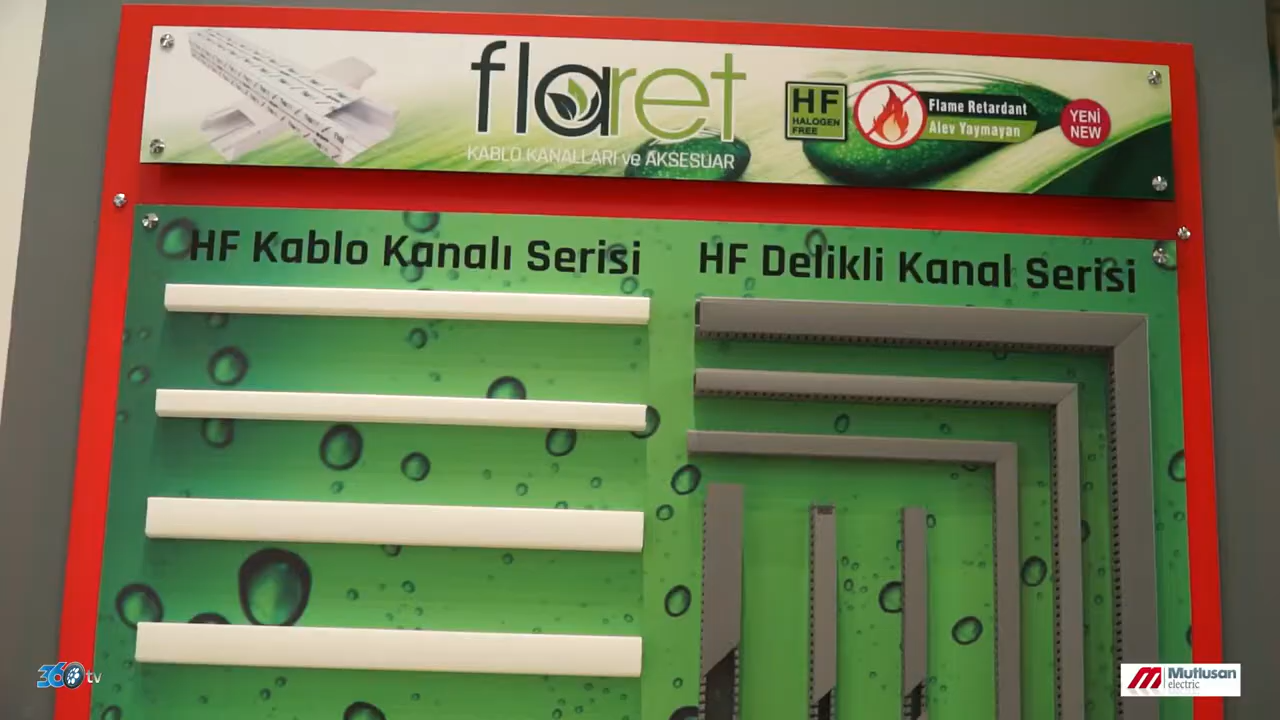 flaret
KABLO KANALLARI ve AKSESUAR
HF
HALOGEN
FREE
Flame Retardant
Alev Yaymayan
YENİ
NEW
HF Kablo Kanalı Serisi
HF Delikli Kanal Serisi
360tv
Mutlusan
electric